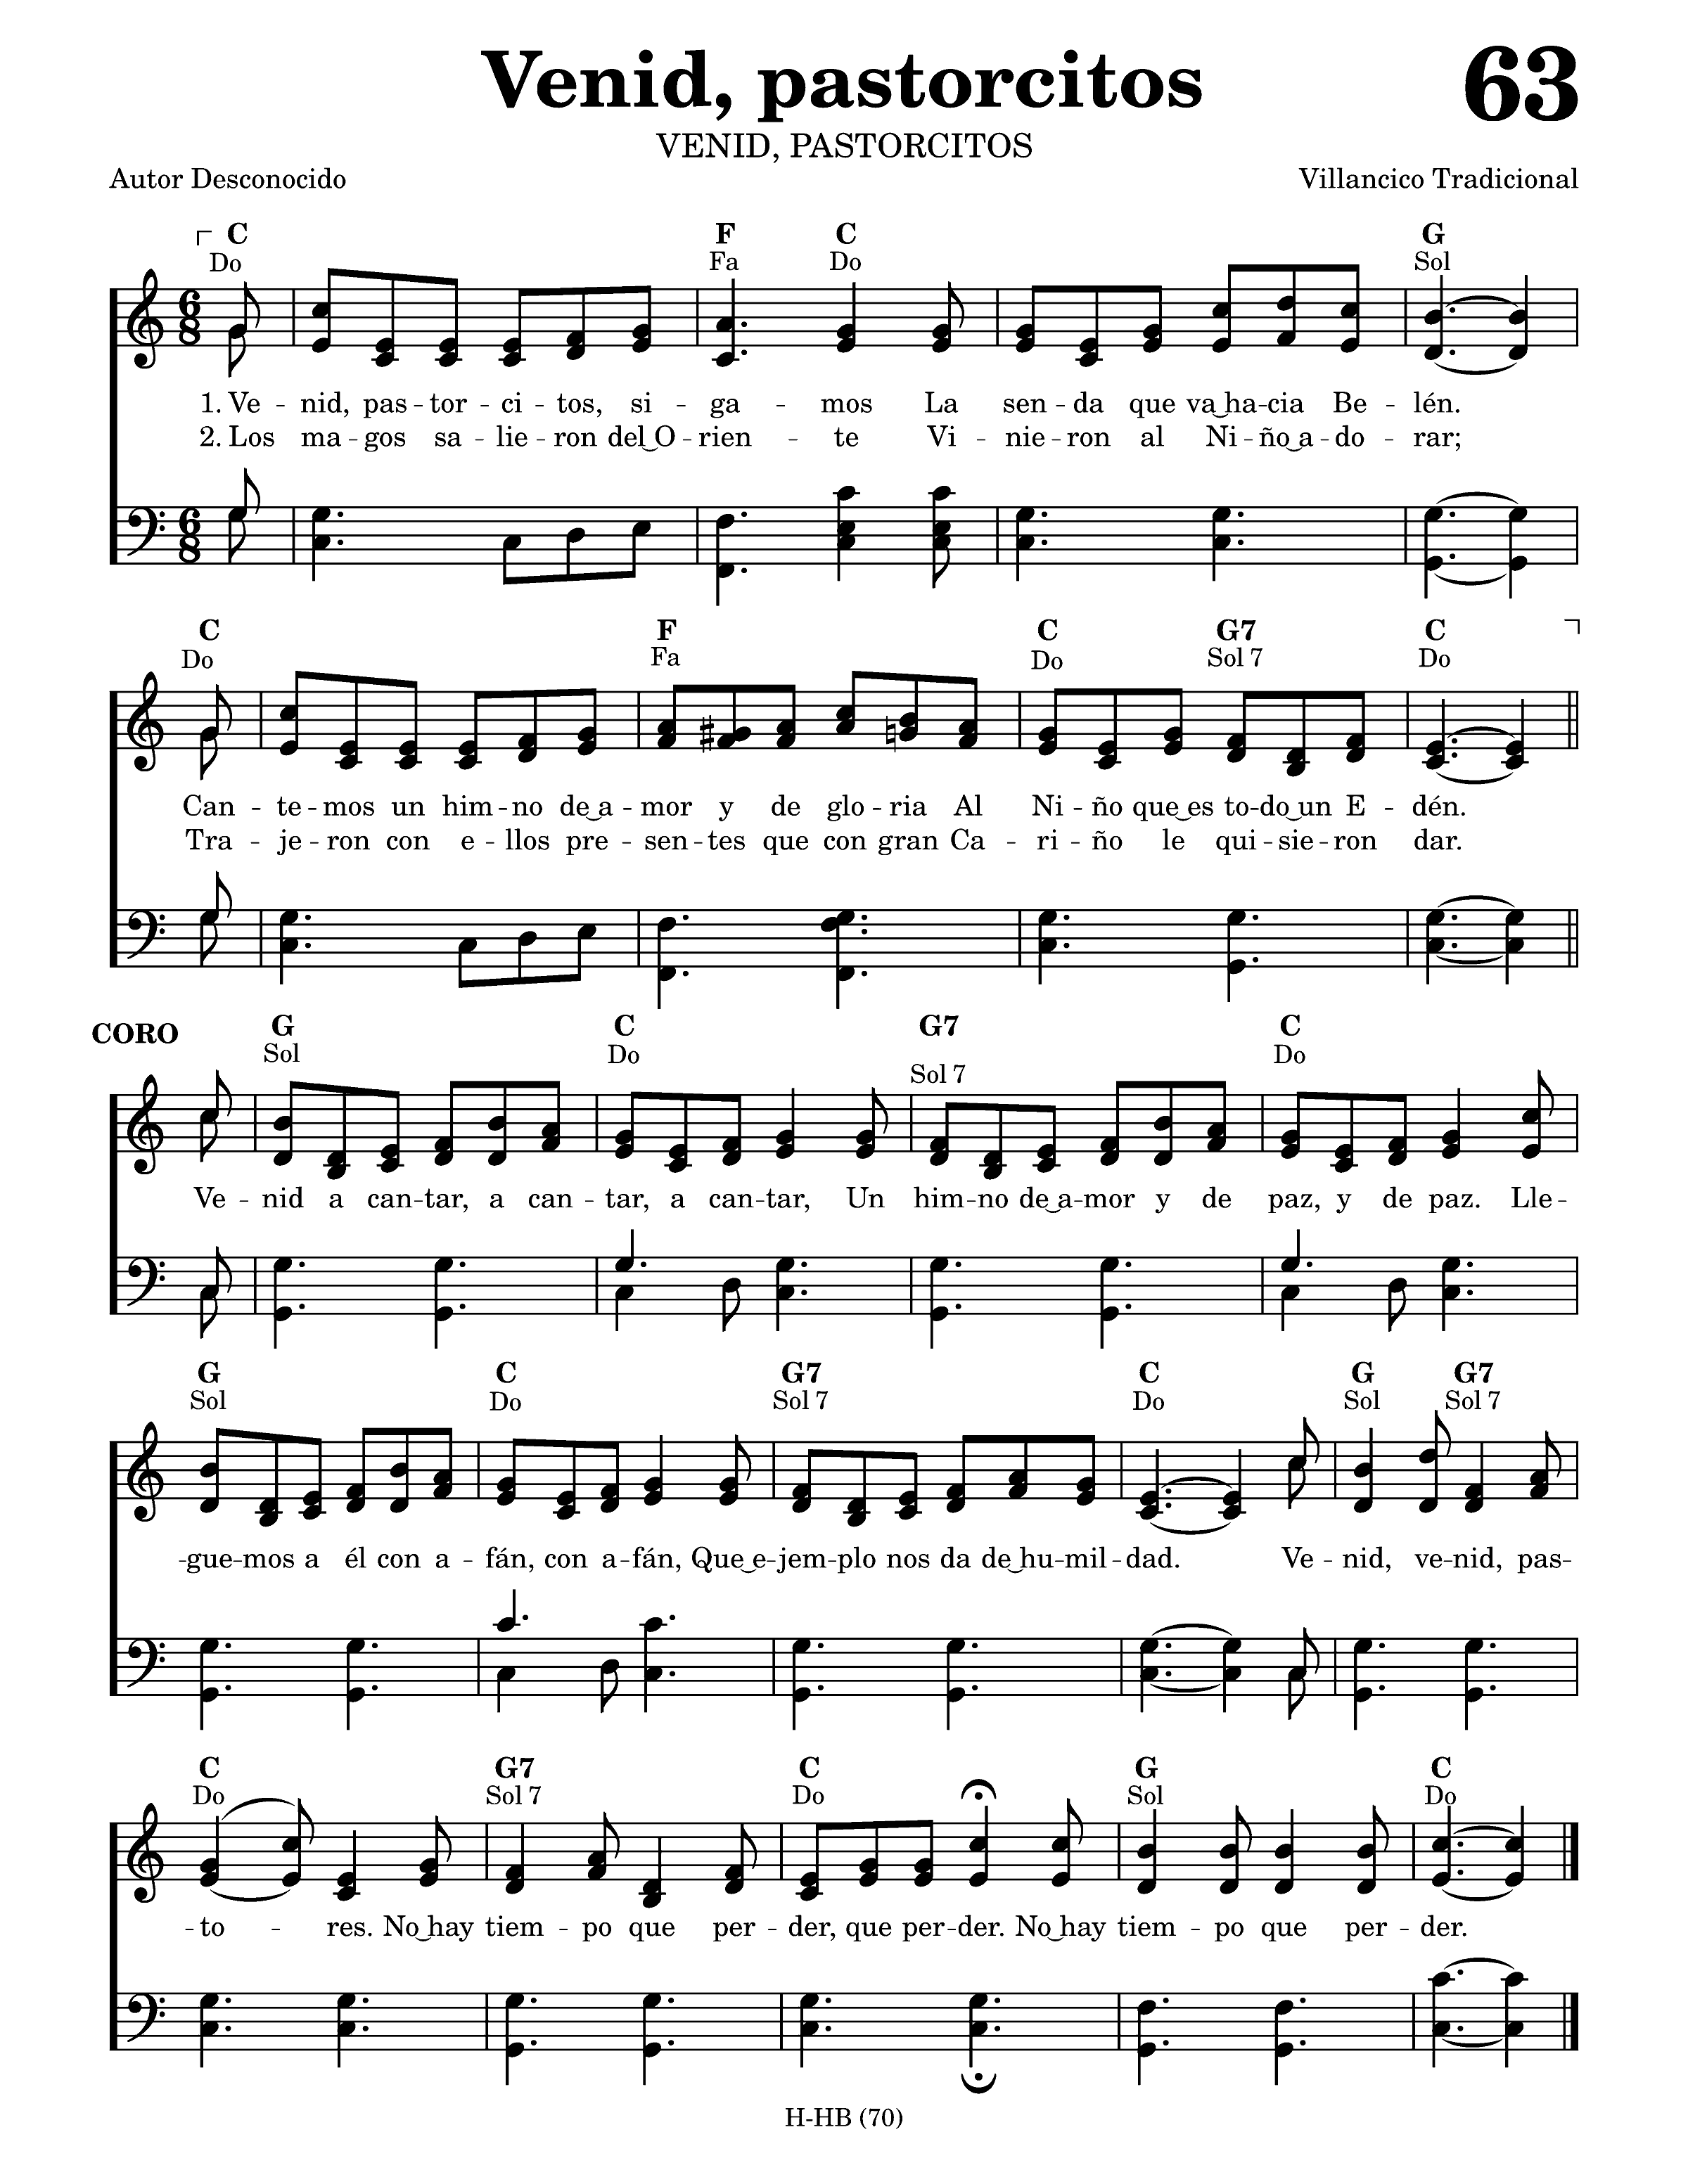 Venid, pastorcitos 63
VENID, PASTORCITOS
Autor Desconocido Villancico Tradicional
C F C G
Do Fa Do Sol
1. Ve - nid, pas - tor - ci - tos, si - ga - mos La sen - da que va‿ha - cia Be - lén.
2. Los ma - gos sa - lie - ron del‿O - rien - te Vi - nie - ron al Ni - ño‿a - do - rar;
C F C G7 C
Do Fa Do Sol 7 Do
Can - te - mos un him - no de‿a - mor y de glo - ria Al Ni - ño que‿es to - do‿un E - dén.
Tra - je - ron con e - llos pre - sen - tes que con gran Ca - ri - ño le qui - sie - ron dar.
CORO G C G7 C
Sol Do Sol 7 Do
Ve - nid a can - tar, a can - tar, a can - tar, Un him - no de‿a - mor y de paz, y de paz. Lle -
G C G7 C G G7
Sol Do Sol 7 Do Sol Sol 7
- gue - mos a él con a - fán, con a - fán, Que‿e - jem - plo nos da de‿hu - mil - dad. Ve - nid, ve - nid, pas -
C G7 C G C
Do Sol 7 Do Sol Do
- to - res. No‿hay tiem - po que per - der, que per - der. No‿hay tiem - po que per - der.
H-HB (70)